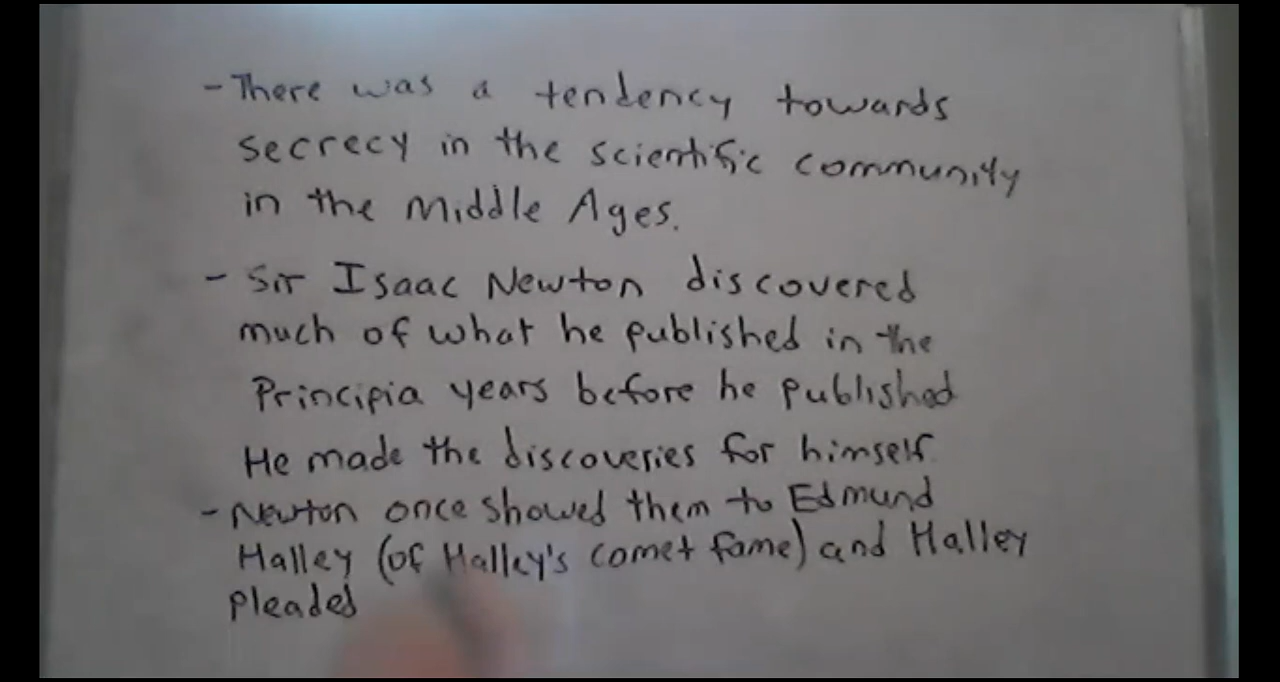 - There was a tendency towards
secrecy in the scientific community
in the Middle Ages.
- Sir Isaac Newton discovered
much of what he published in the
Principia years before he published
He made the discoveries for himself.
- Newton once showed them to Edmund
Halley (of Halley's comet fame) and Halley
pleaded